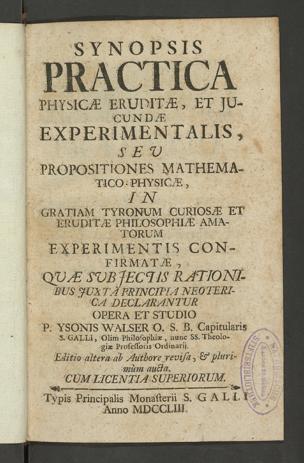 SYNOPSIS
PRACTICA
PHYSICÆ ERUDITÆ, ET JU-
CUNDÆ
EXPERIMENTALIS,
SEU
PROPOSITIONES MATHEMA-
TICO-PHYSICÆ,
IN
GRATIAM TYRONUM CURIOSÆ ET
ERUDITÆ PHILOSOPHIÆ AMA-
TORUM
EXPERIMENTIS CON-
FIRMATÆ,
QUÆ SUBJECTIS RATIONI-
BUS JUXTA PRINCIPIA NEOTERI-
CA DECLARANTUR
OPERA ET STUDIO
P. YSONIS WALSER O. S. B. Capitularis
S. GALLI, Olim Philosophiæ, nunc SS. Theolo-
giæ Professoris Ordinarij.
Editio altera ab Authore revisa, & pluri-
mùm aucta.
CUM LICENTIA SUPERIORUM.
Typis Principalis Monasterii S. GALLI
Anno MDCCLIII.